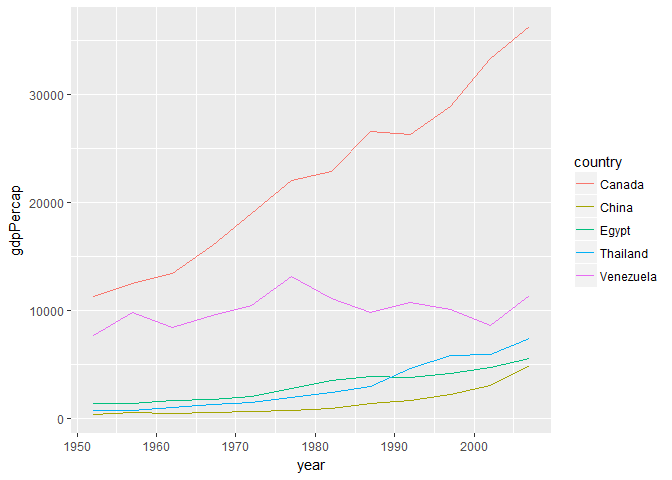 30000
20000
10000
0
gdpPercap
1950 1960 1970 1980 1990 2000
year
country
Canada
China
Egypt
Thailand
Venezuela